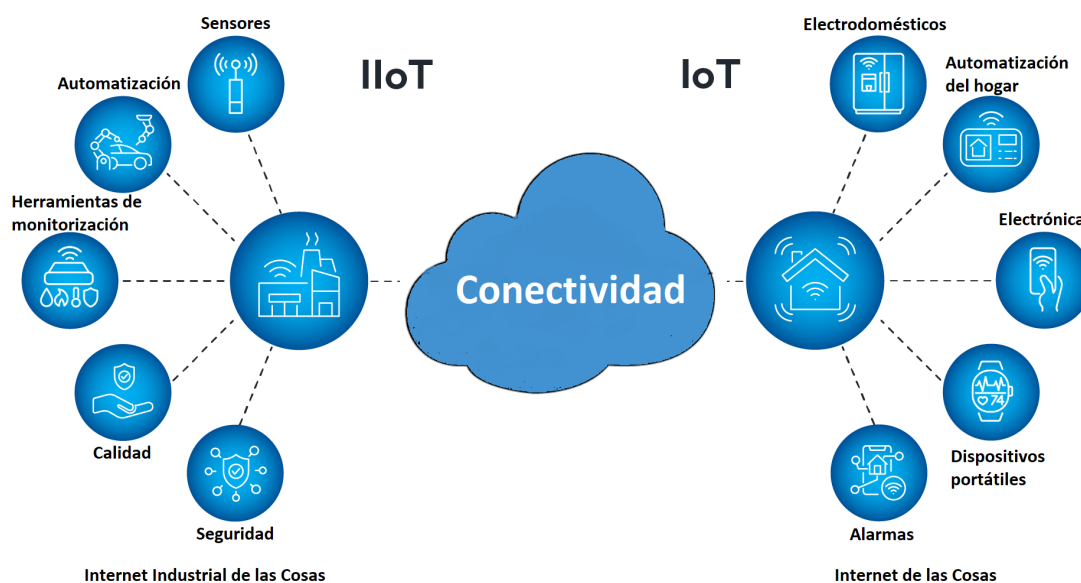 Sensores
IIoT
Automatización
Herramientas de
monitorización
Calidad
Seguridad
Internet Industrial de las Cosas
Conectividad
IoT
Electrodomésticos
Automatización
del hogar
Electrónica
74
Dispositivos
portátiles
Alarmas
Internet de las Cosas